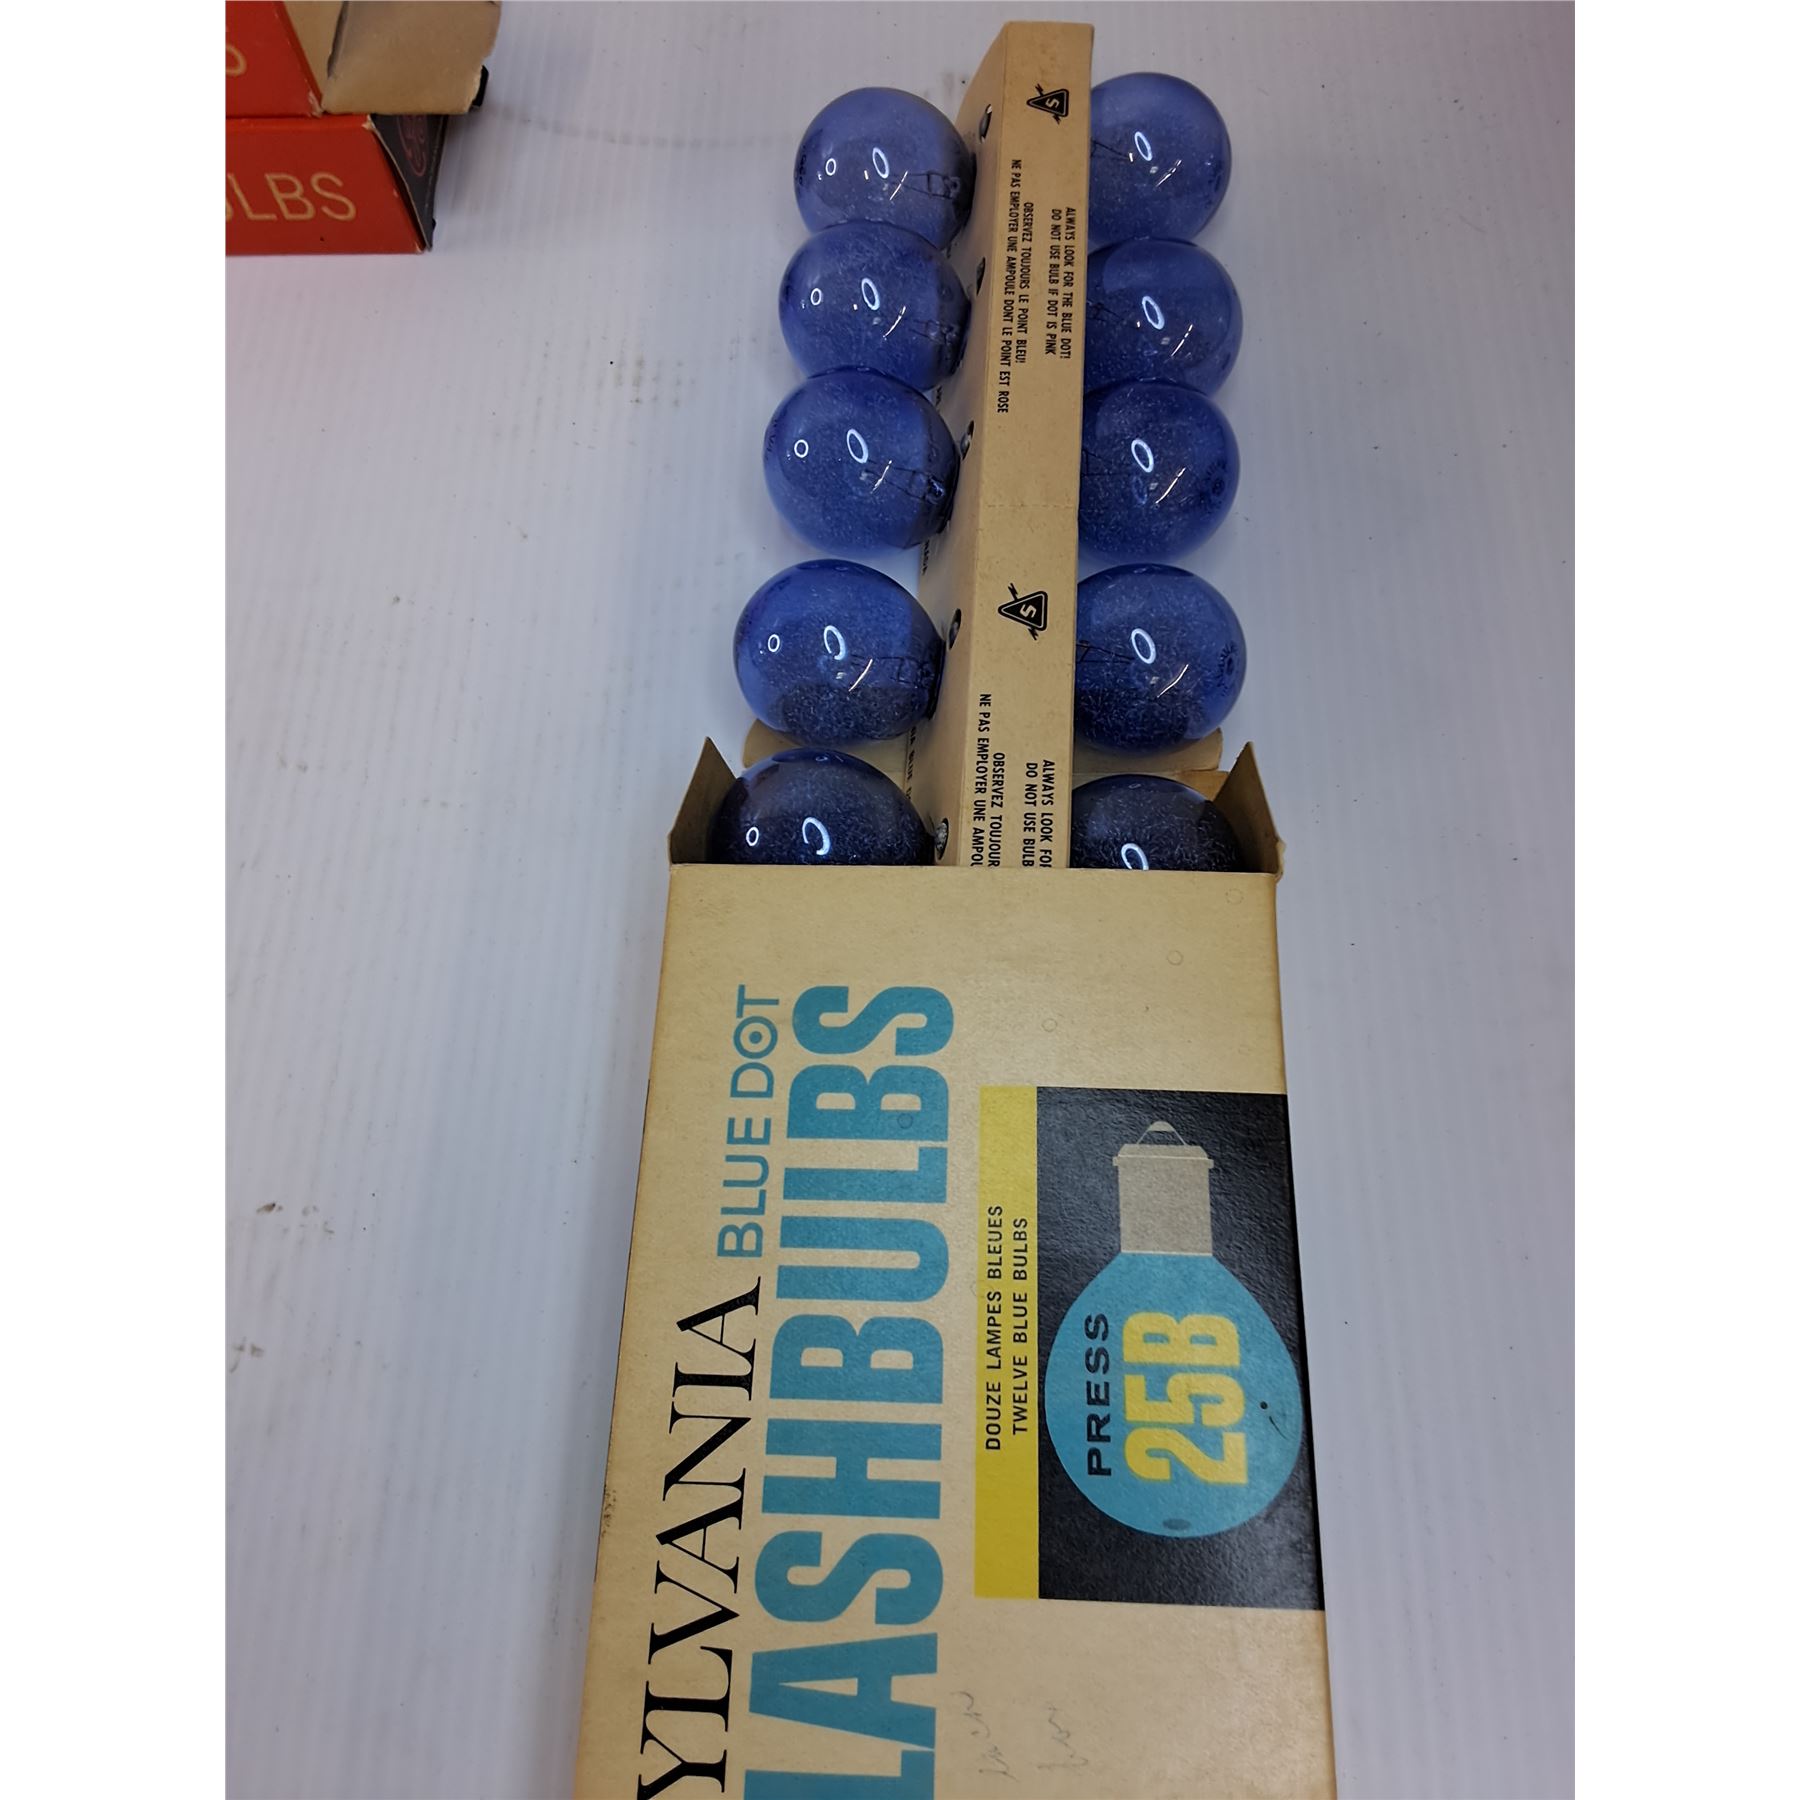 LBS
S
ALWAYS LOOK FOR THE BLUE DOT!
DO NOT USE BULB IF DOT IS PINK
OBSERVEZ TOUJOURS LE POINT BLEU!
NE PAS EMPLOYER UNE AMPOULE DONT LE POINT EST ROSE
S
ALWAYS LOOK FO
DO NOT USE BULB
OBSERVEZ TOUJOUR
NE PAS EMPLOYER UNE AMPOU
YLVANIA BLUE DOT
LASHBULBS
DOUZE LAMPES BLEUES
TWELVE BLUE BULBS
PRESS
25B